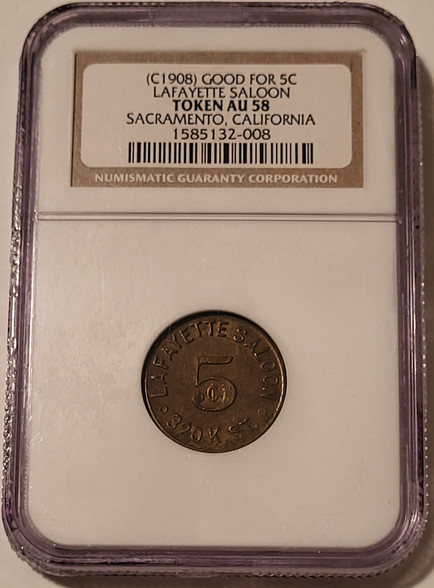 (C1908) GOOD FOR 5C
LAFAYETTE SALOON
TOKEN AU 58
SACRAMENTO, CALIFORNIA
1585132-008
NUMISMATIC GUARANTY CORPORATION
LAFAYETTE SALOON
5
· 320 K ST. ·